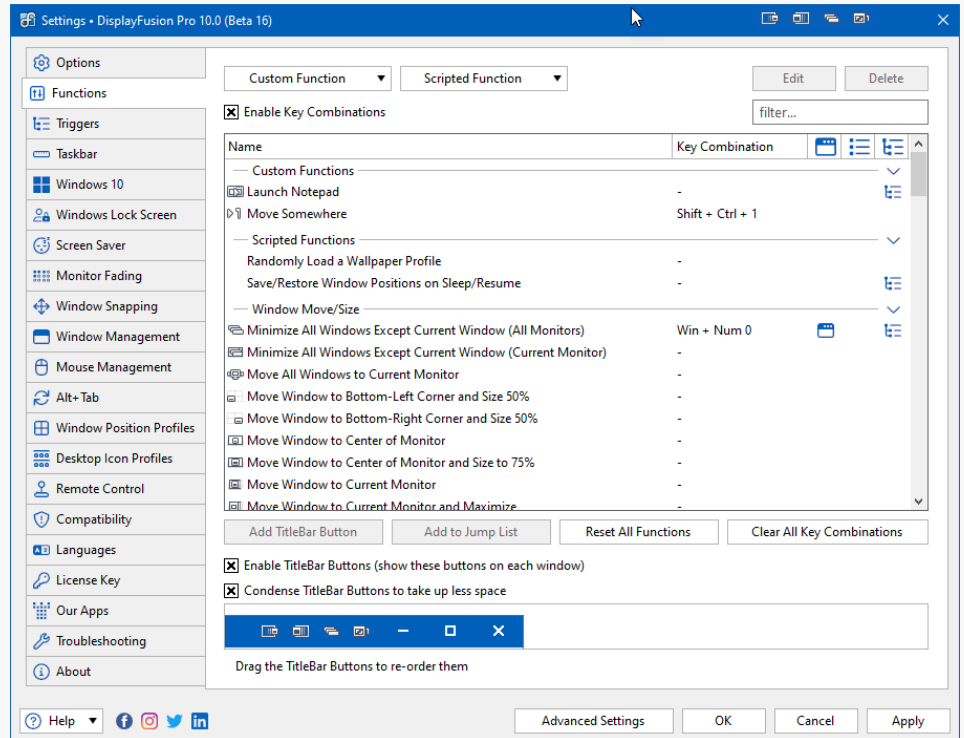 Settings • DisplayFusion Pro 10.0 (Beta 16)
Options
Functions
Triggers
Taskbar
Windows 10
Windows Lock Screen
Screen Saver
Monitor Fading
Window Snapping
Window Management
Mouse Management
Alt+Tab
Window Position Profiles
Desktop Icon Profiles
Remote Control
Compatibility
Languages
License Key
Our Apps
Troubleshooting
About
Custom Function Scripted Function Edit Delete
Enable Key Combinations filter...
Name Key Combination
Custom Functions
Launch Notepad -
Move Somewhere Shift + Ctrl + 1
Scripted Functions
Randomly Load a Wallpaper Profile -
Save/Restore Window Positions on Sleep/Resume -
Window Move/Size
Minimize All Windows Except Current Window (All Monitors) Win + Num 0
Minimize All Windows Except Current Window (Current Monitor) -
Move All Windows to Current Monitor -
Move Window to Bottom-Left Corner and Size 50% -
Move Window to Bottom-Right Corner and Size 50% -
Move Window to Center of Monitor -
Move Window to Center of Monitor and Size to 75% -
Move Window to Current Monitor -
Move Window to Current Monitor and Maximize -
Add TitleBar Button Add to Jump List Reset All Functions Clear All Key Combinations
Enable TitleBar Buttons (show these buttons on each window)
Condense TitleBar Buttons to take up less space
Drag the TitleBar Buttons to re-order them
Help Advanced Settings OK Cancel Apply